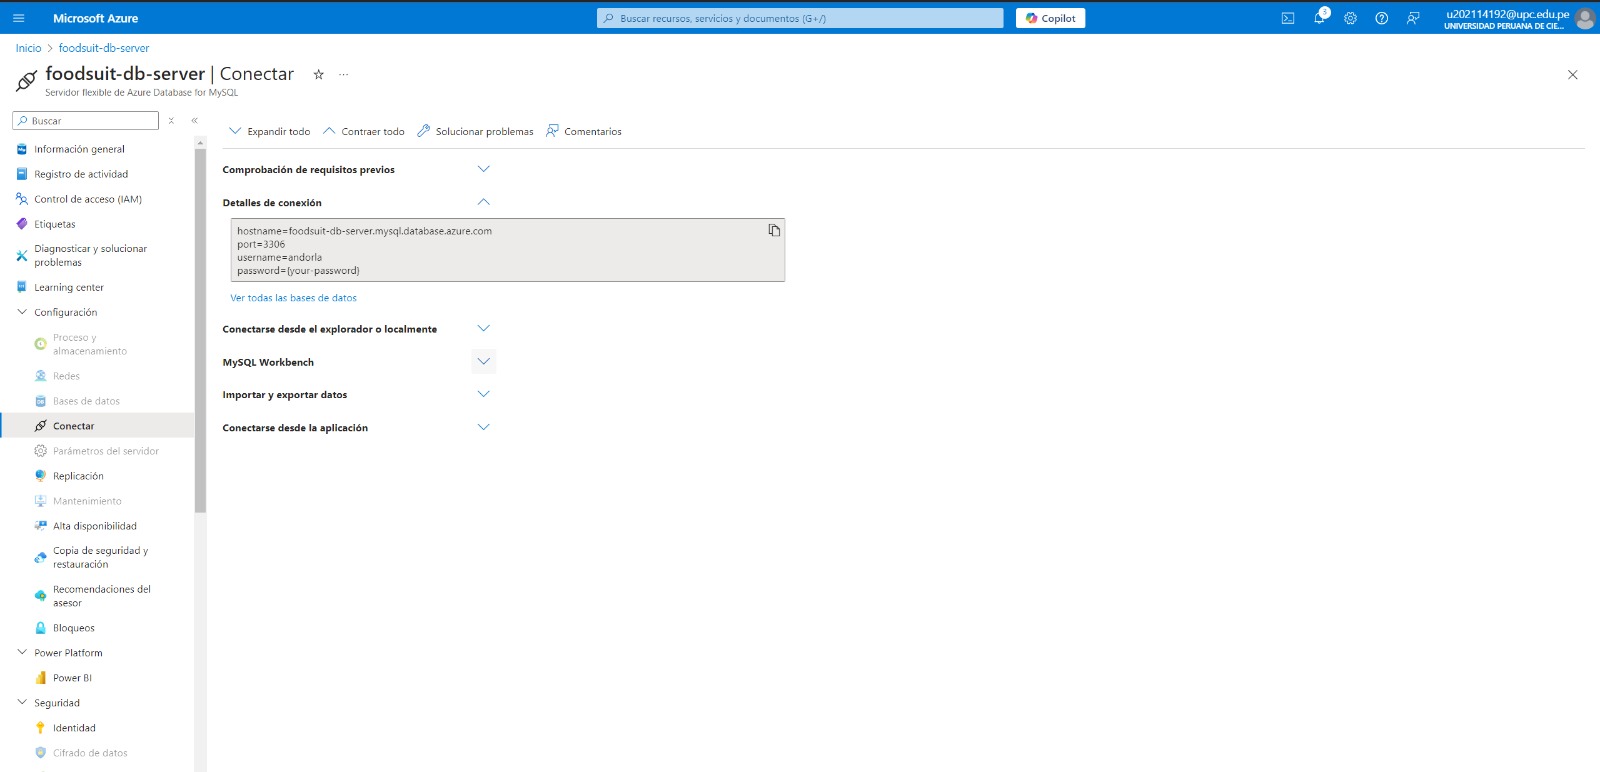 Microsoft Azure
Buscar recursos, servicios y documentos (G+/)
Copilot
3
u202114192@upc.edu.pe
UNIVERSIDAD PERUANA DE CIE...
Inicio > foodsuit-db-server
foodsuit-db-server | Conectar
Servidor flexible de Azure Database for MySQL
Buscar
Información general
Registro de actividad
Control de acceso (IAM)
Etiquetas
Diagnosticar y solucionar
problemas
Learning center
Configuración
Proceso y
almacenamiento
Redes
Bases de datos
Conectar
Parámetros del servidor
Replicación
Mantenimiento
Alta disponibilidad
Copia de seguridad y
restauración
Recomendaciones del
asesor
Bloqueos
Power Platform
Power BI
Seguridad
Identidad
Cifrado de datos
Expandir todo
Contraer todo
Solucionar problemas
Comentarios
Comprobación de requisitos previos
Detalles de conexión
hostname=foodsuit-db-server.mysql.database.azure.com
port=3306
username=andorla
password={your-password}
Ver todas las bases de datos
Conectarse desde el explorador o localmente
MySQL Workbench
Importar y exportar datos
Conectarse desde la aplicación